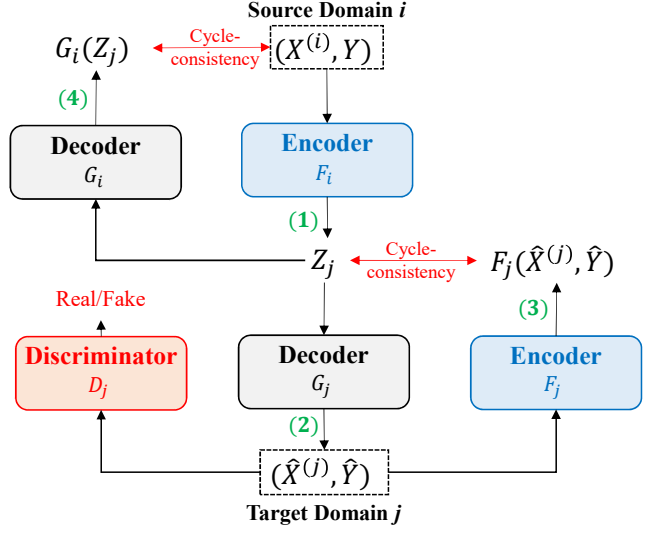 Source Domain i
G_i(Z_j)
Cycle-
consistency
(X^{(i)}, Y)
(4)
Decoder
G_i
Encoder
F_i
(1)
Z_j
Cycle-
consistency
F_j(X̂^{(j)}, Ŷ)
Real/Fake
(3)
Discriminator
D_j
Decoder
G_j
Encoder
F_j
(2)
(X̂^{(j)}, Ŷ)
Target Domain j